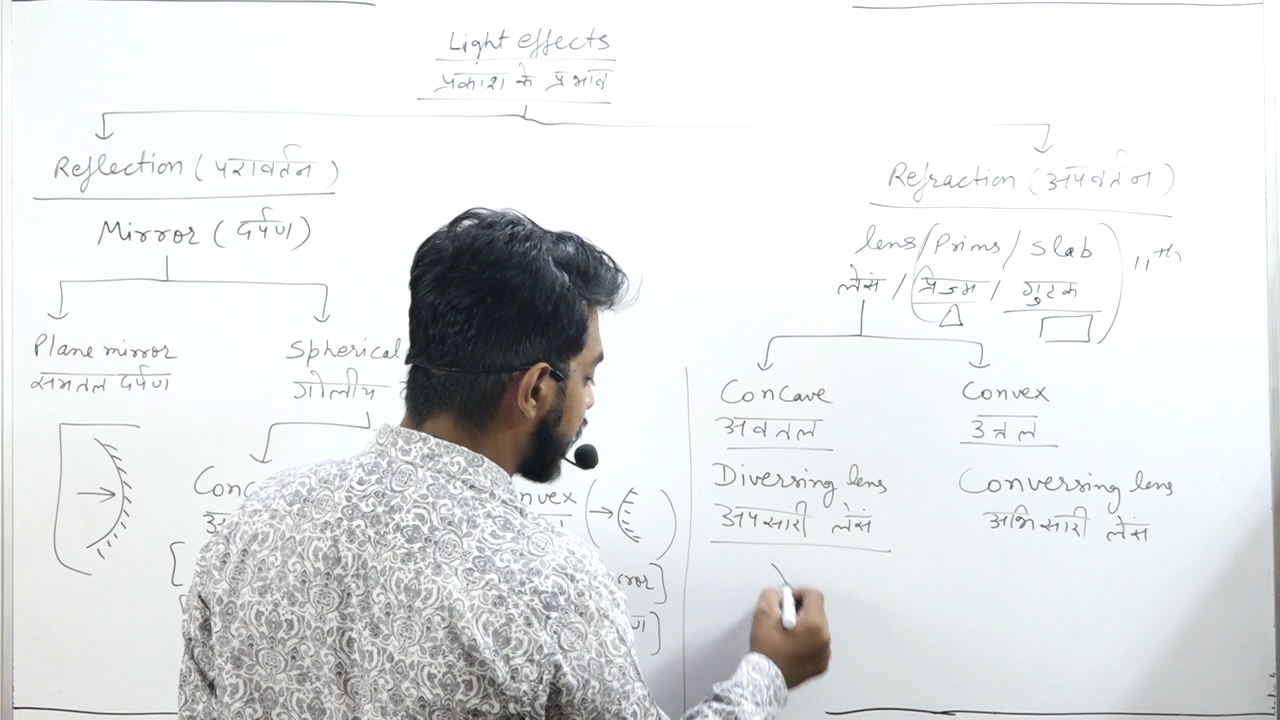 Light effects
प्रकाश के प्रभाव
Reflection (परावर्तन)
Mirror (दर्पण)
Plane mirror
समतल दर्पण
Spherical
गोलीय
nvex
Refraction (अपवर्तन)
lens/Prims/Slab
11th
लेंस/प्रिज्म/गुटका
Concave
अवतल
Diversing lens
अपसारी लेंस
Convex
उत्तल
Conversing lens
अभिसारी लेंस